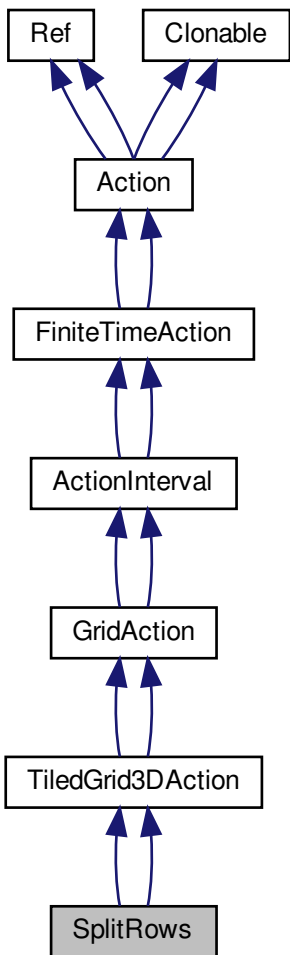 Ref
Clonable
Action
FiniteTimeAction
ActionInterval
GridAction
TiledGrid3DAction
SplitRows